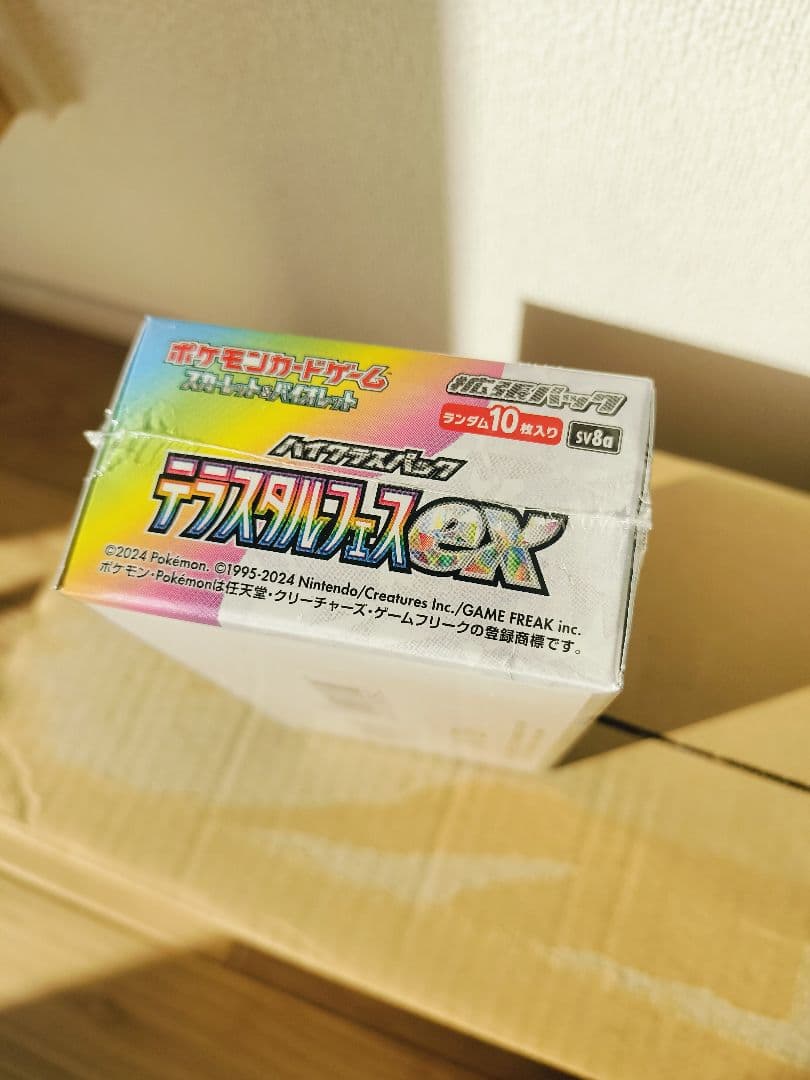 ポケモンカードゲーム
スカーレット&バイオレット
拡張パック
ランダム10枚入り
SV8a
ハイクラスパック
テラスタルフェスex
©2024 Pokémon. ©1995-2024 Nintendo/Creatures Inc./GAME FREAK inc.
ポケモン・Pokémonは任天堂・クリーチャーズ・ゲームフリークの登録商標です。